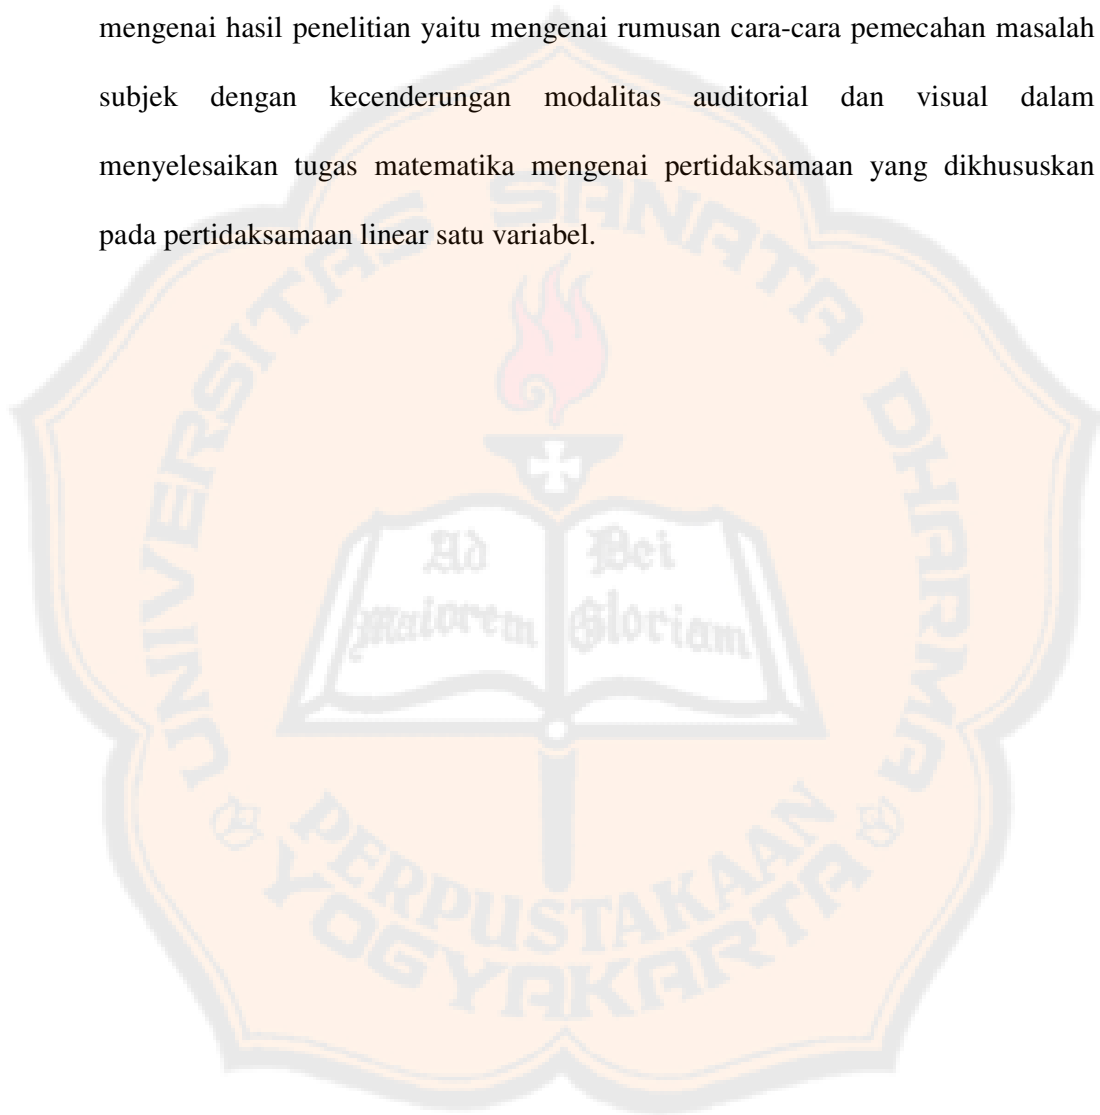 mengenai hasil penelitian yaitu mengenai rumusan cara-cara pemecahan masalah
subjek dengan kecenderungan modalitas auditorial dan visual dalam
menyelesaikan tugas matematika mengenai pertidaksamaan yang dikhususkan
pada pertidaksamaan linear satu variabel.
UNIVERSITAS SANATA DHARMA
Ad Dei
Maiorem Gloriam
PERPUSTAKAAN
YOGYAKARTA